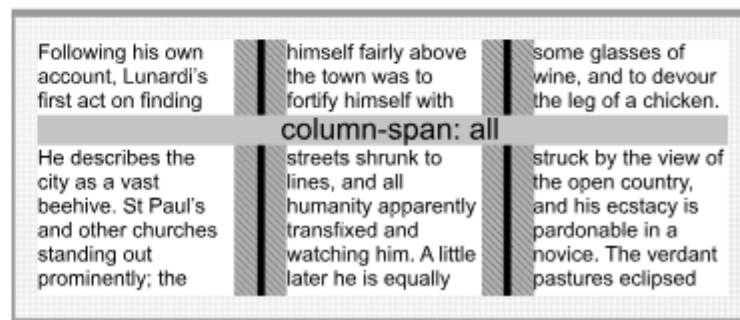 Following his own
account, Lunardi's
first act on finding
himself fairly above
the town was to
fortify himself with
some glasses of
wine, and to devour
the leg of a chicken.
column-span: all
He describes the
city as a vast
beehive. St Paul's
and other churches
standing out
prominently; the
streets shrunk to
lines, and all
humanity apparently
transfixed and
watching him. A little
later he is equally
struck by the view of
the open country,
and his ecstacy is
pardonable in a
novice. The verdant
pastures eclipsed